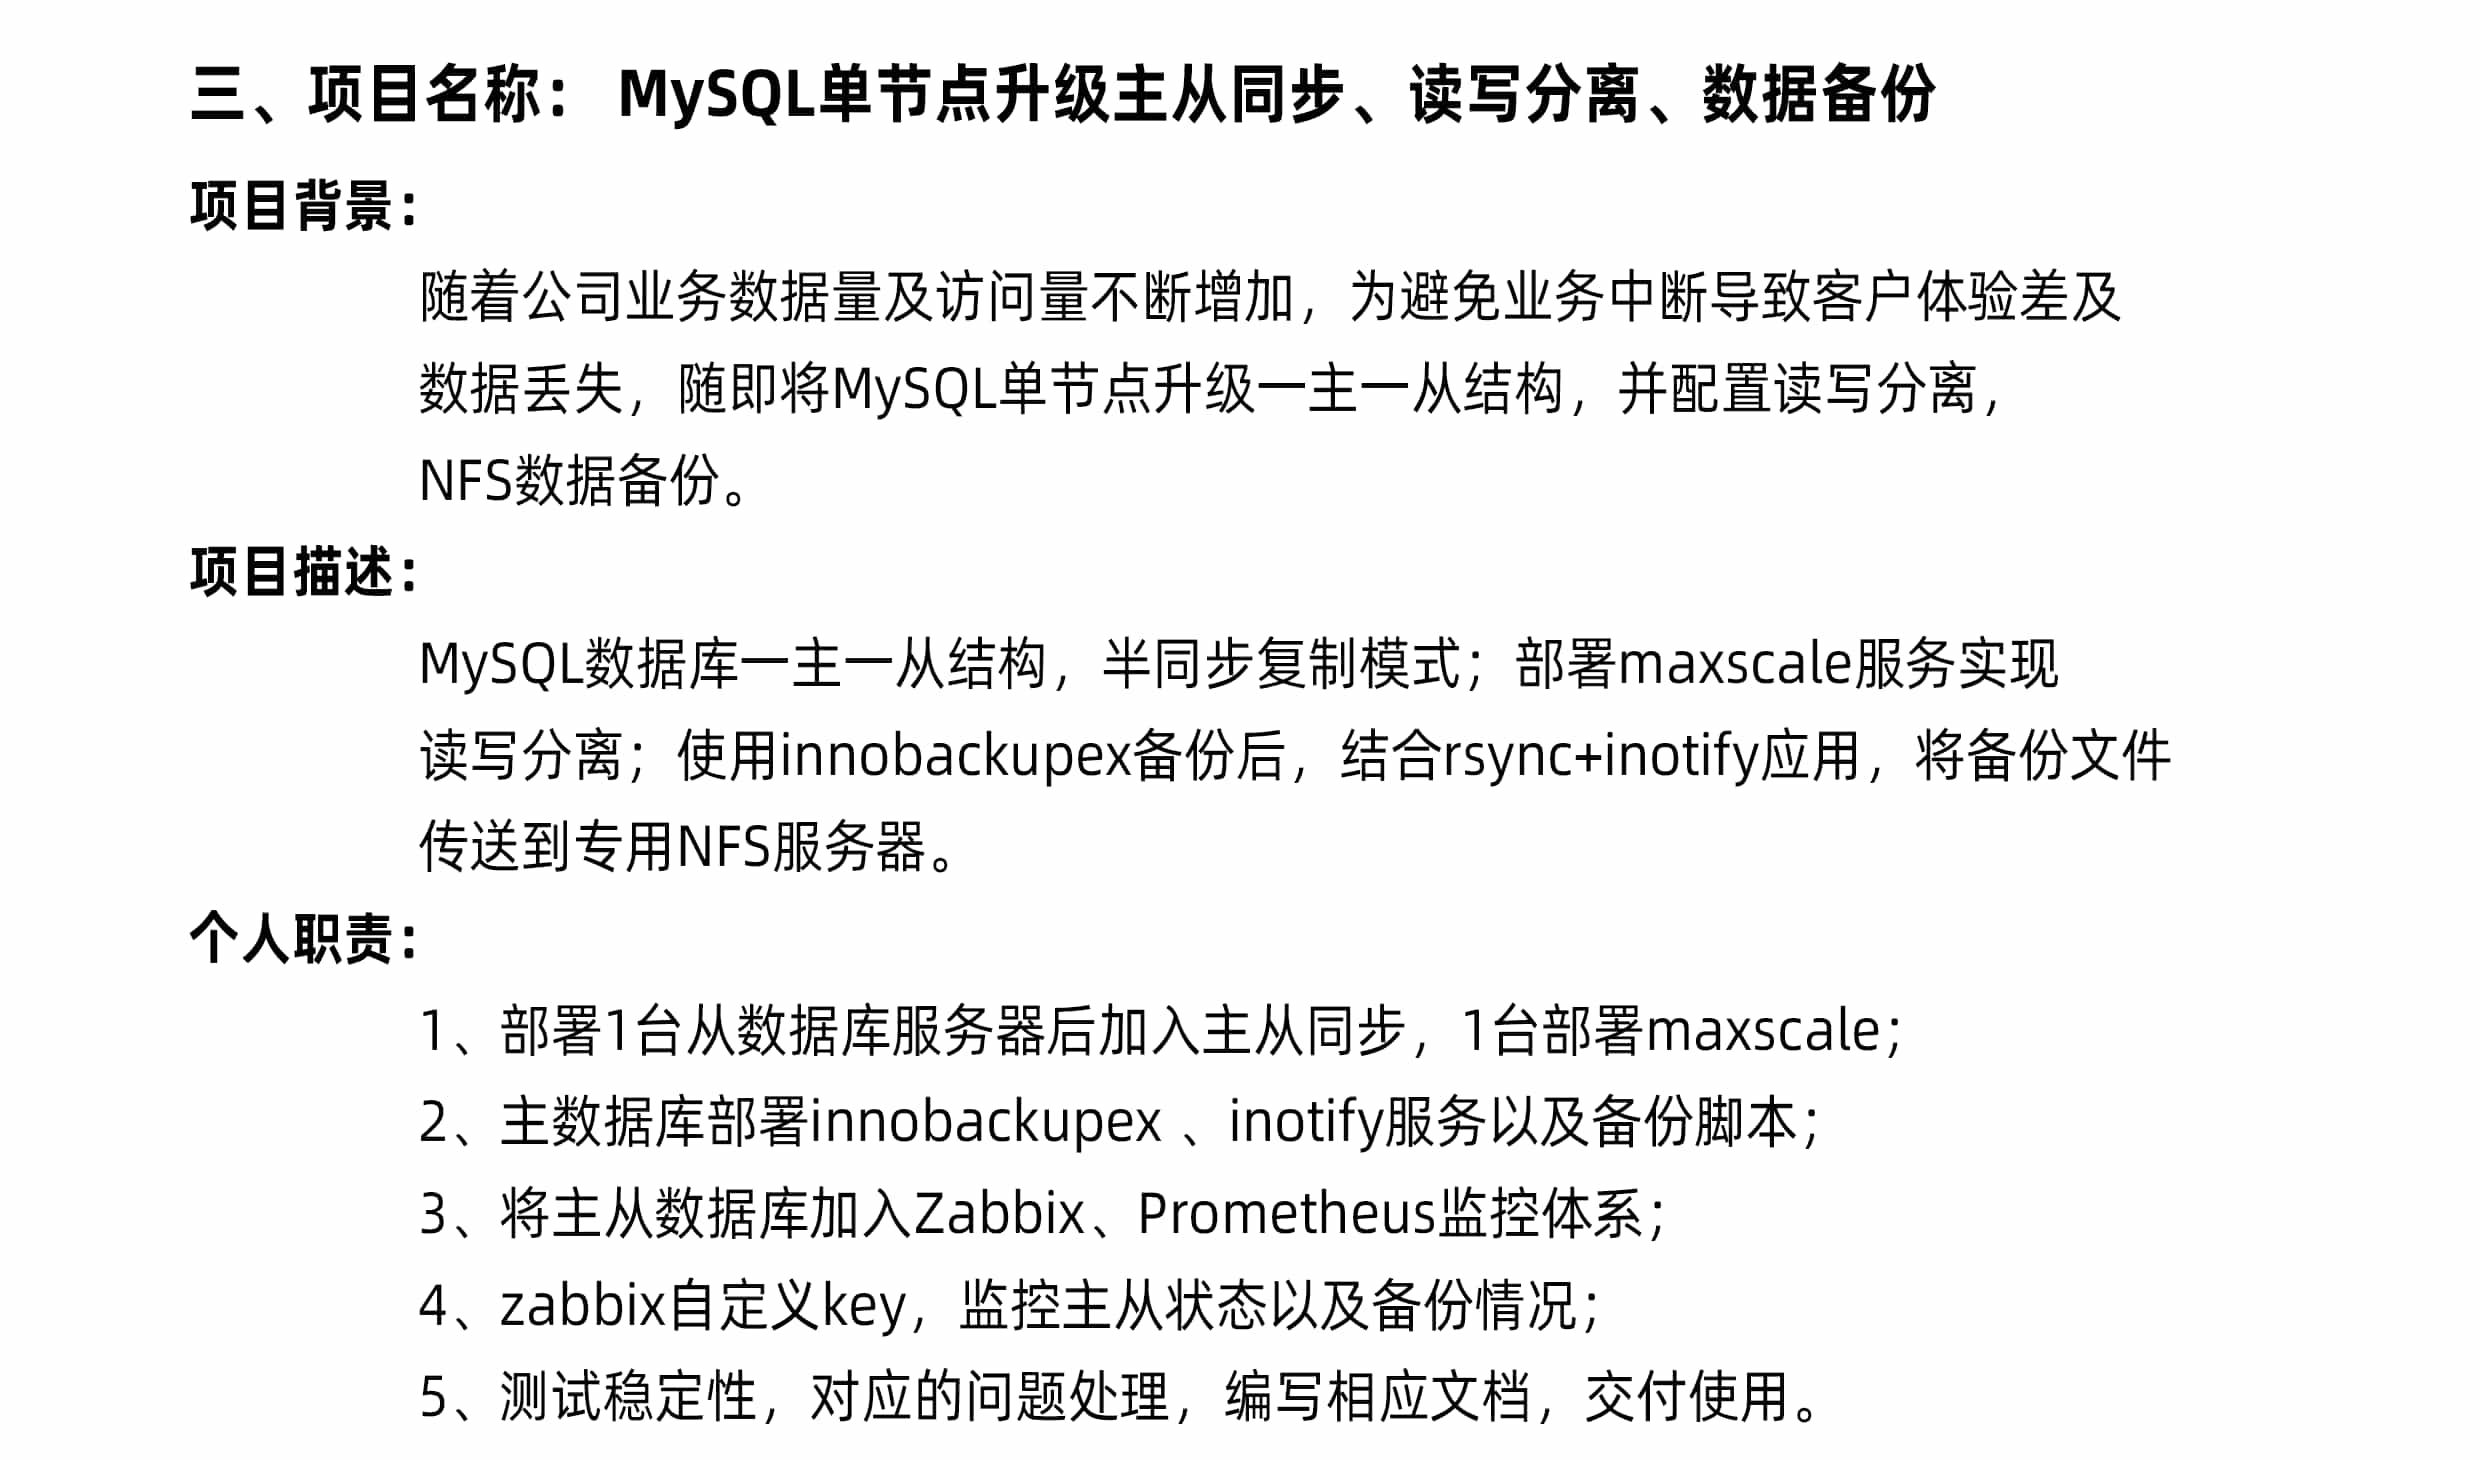 三、项目名称： MySQL单节点升级主从同步、读写分离、数据备份
项目背景：
随着公司业务数据量及访问量不断增加，为避免业务中断导致客户体验差及
数据丢失，随即将MySQL单节点升级一主一从结构，并配置读写分离，
NFS数据备份。
项目描述：
MySQL数据库一主一从结构，半同步复制模式；部署maxscale服务实现
读写分离；使用innobackupex备份后，结合rsync+inotify应用，将备份文件
传送到专用NFS服务器。
个人职责：
1、部署1台从数据库服务器后加入主从同步，1台部署maxscale；
2、主数据库部署innobackupex 、inotify服务以及备份脚本；
3、将主从数据库加入Zabbix、Prometheus监控体系；
4、zabbix自定义key，监控主从状态以及备份情况；
5、测试稳定性，对应的问题处理，编写相应文档，交付使用。